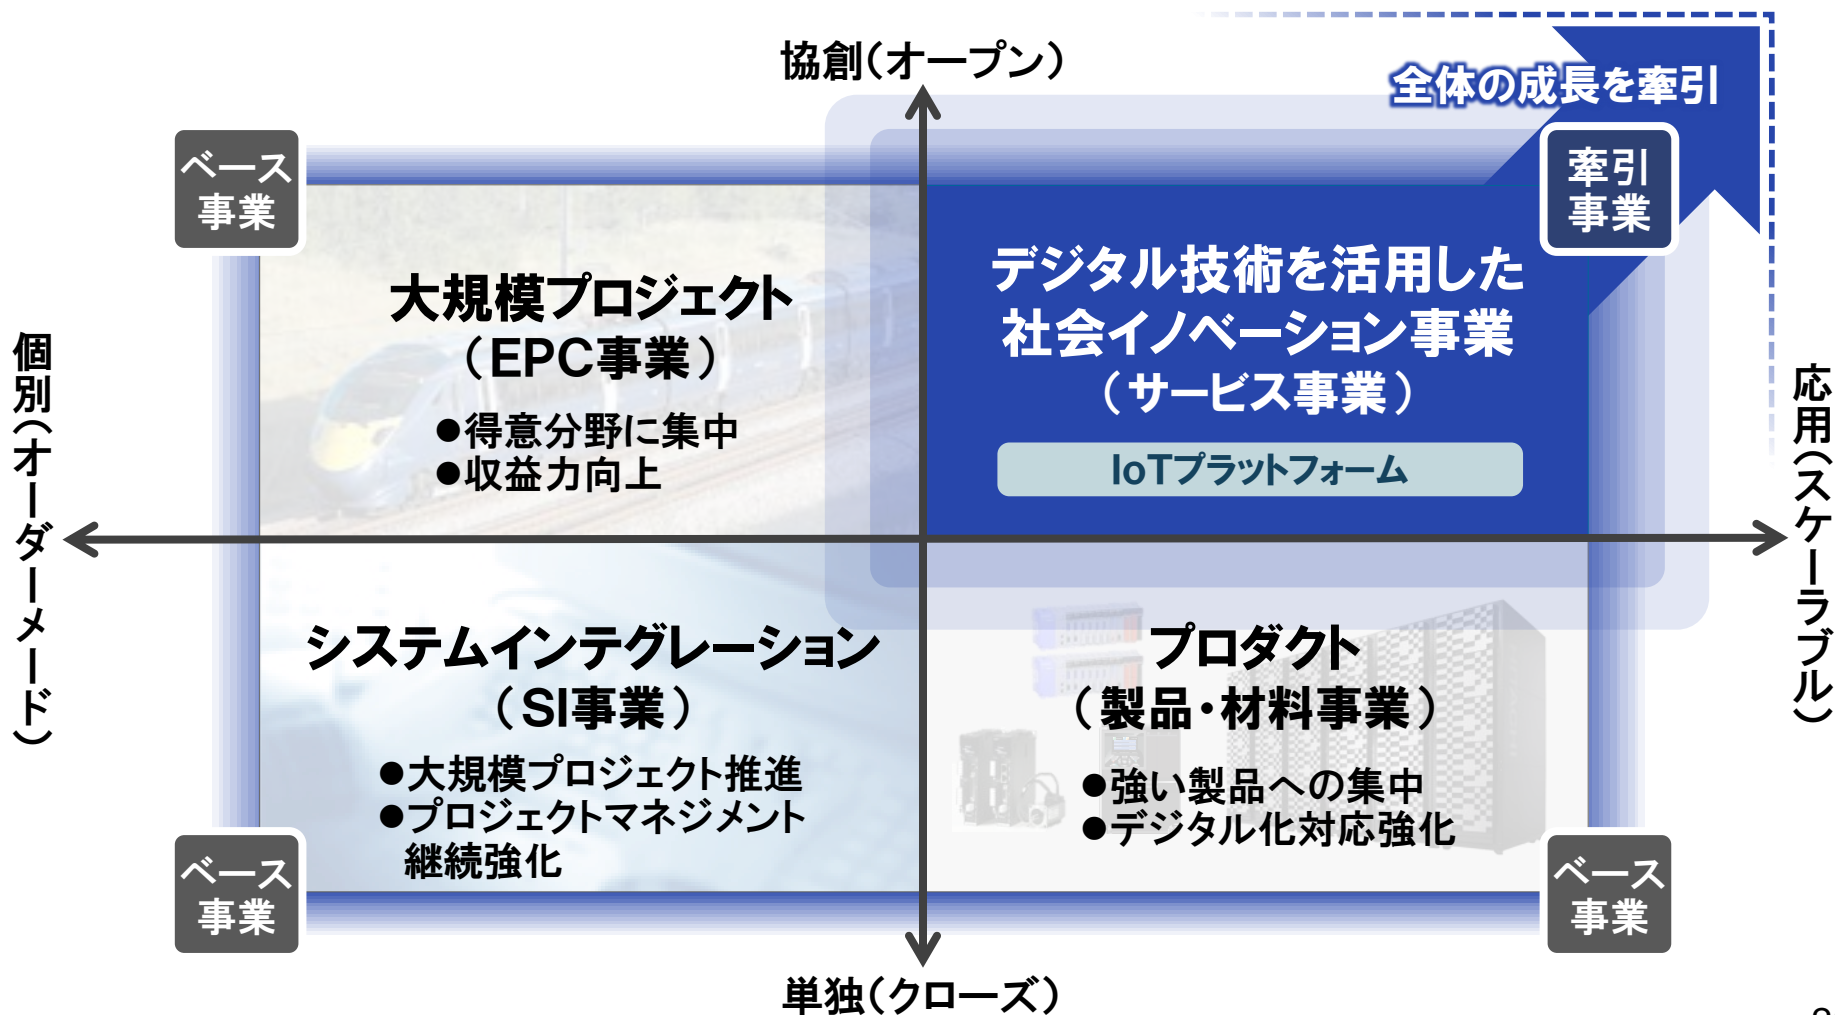 協創(オープン)
全体の成長を牽引
ベース
事業
牽引
事業
大規模プロジェクト
(EPC事業)
●得意分野に集中
●収益力向上
デジタル技術を活用した
社会イノベーション事業
(サービス事業)
IoTプラットフォーム
個別(オーダーメード)
応用(スケーラブル)
システムインテグレーション
(SI事業)
●大規模プロジェクト推進
●プロジェクトマネジメント
継続強化
プロダクト
(製品・材料事業)
●強い製品への集中
●デジタル化対応強化
ベース
事業
ベース
事業
単独(クローズ)